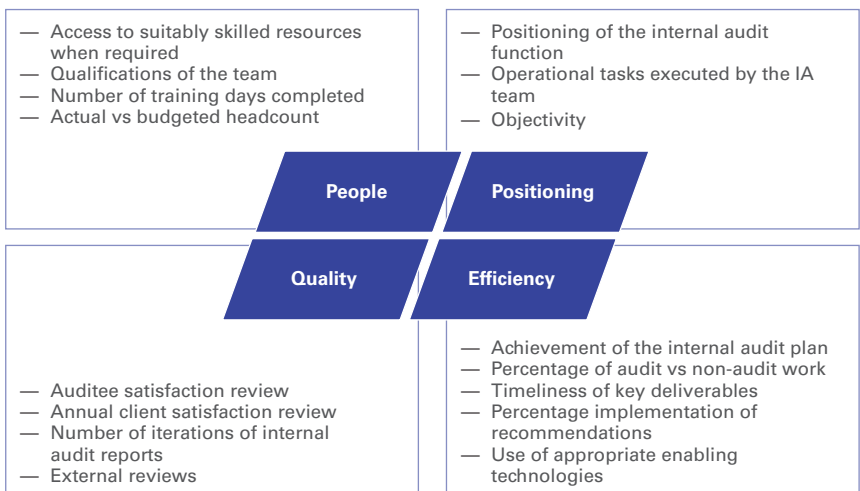 — Access to suitably skilled resources
when required
— Qualifications of the team
— Number of training days completed
— Actual vs budgeted headcount
— Positioning of the internal audit
function
— Operational tasks executed by the IA
team
— Objectivity
People
Positioning
Quality
Efficiency
— Auditee satisfaction review
— Annual client satisfaction review
— Number of iterations of internal
audit reports
— External reviews
— Achievement of the internal audit plan
— Percentage of audit vs non-audit work
— Timeliness of key deliverables
— Percentage implementation of
recommendations
— Use of appropriate enabling
technologies